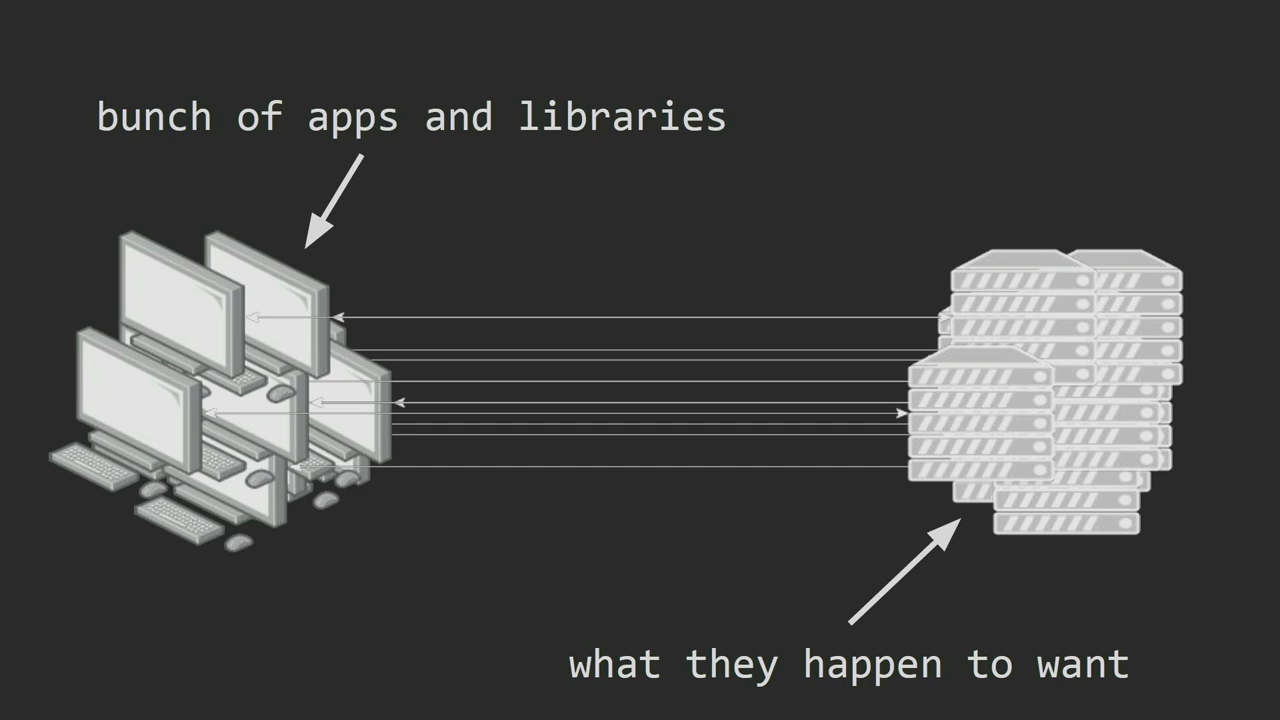 bunch of apps and libraries
what they happen to want